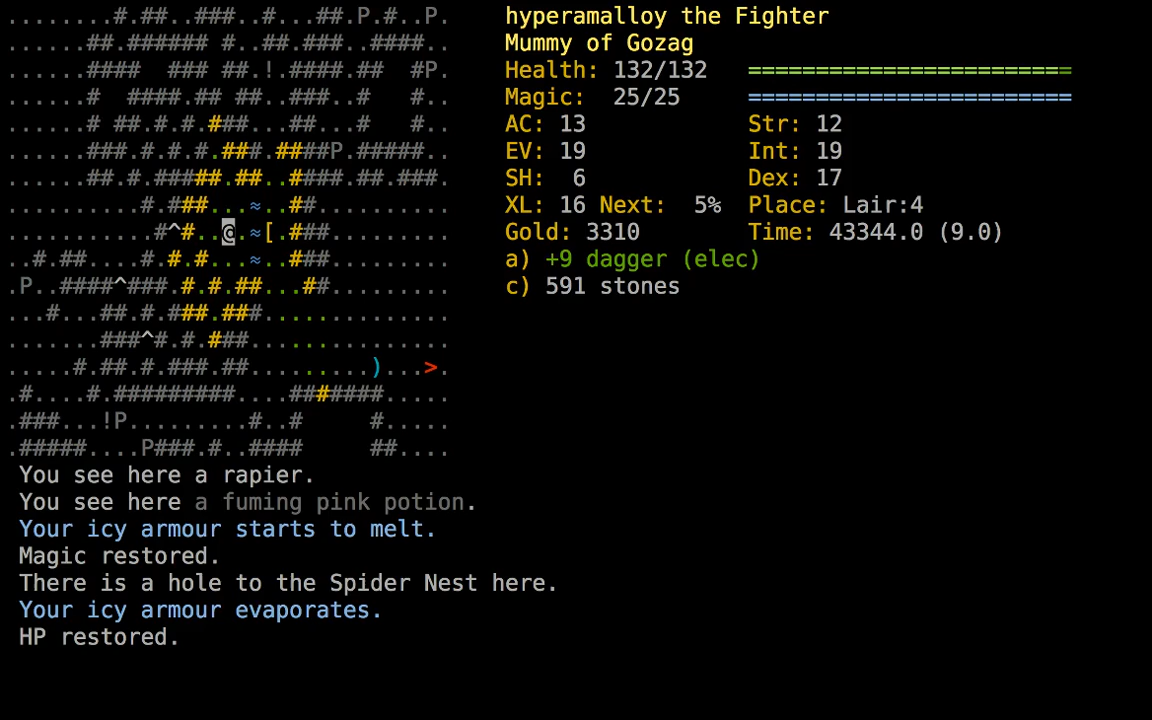 .......#.##..###..#...##.P.#..P. hyperamalloy the Fighter
......##.###### #..##.###..####. Mummy of Gozag
......#### ### ##.!.####.## #P. Health: 132/132 ========================
......# ####.## ##..###..# #.. Magic: 25/25 ========================
......# ##.#.#.####...##...# #.. AC: 13 Str: 12
......###.#.#.#.###.####P.#####.. EV: 19 Int: 19
......##.#.#####.##..#####.##.###. SH: 6 Dex: 17
..........#.###...≈..##.......... XL: 16 Next: 5% Place: Lair:4
...........#^#..@.≈[.###......... Gold: 3310 Time: 43344.0 (9.0)
..#.##....#.#.#...≈..###......... a) +9 dagger (elec)
.P..####^###.#.#.##...##......... c) 591 stones
...#...##.#.##.###..............
.......###^#.#.###..............
.....#.##.#.###.##.........)...>.
.#....#.#########....#######.....
.###...!P.........#..# #.....
.#####....P###.#..#### ##....
You see here a rapier.
You see here a fuming pink potion.
Your icy armour starts to melt.
Magic restored.
There is a hole to the Spider Nest here.
Your icy armour evaporates.
HP restored.